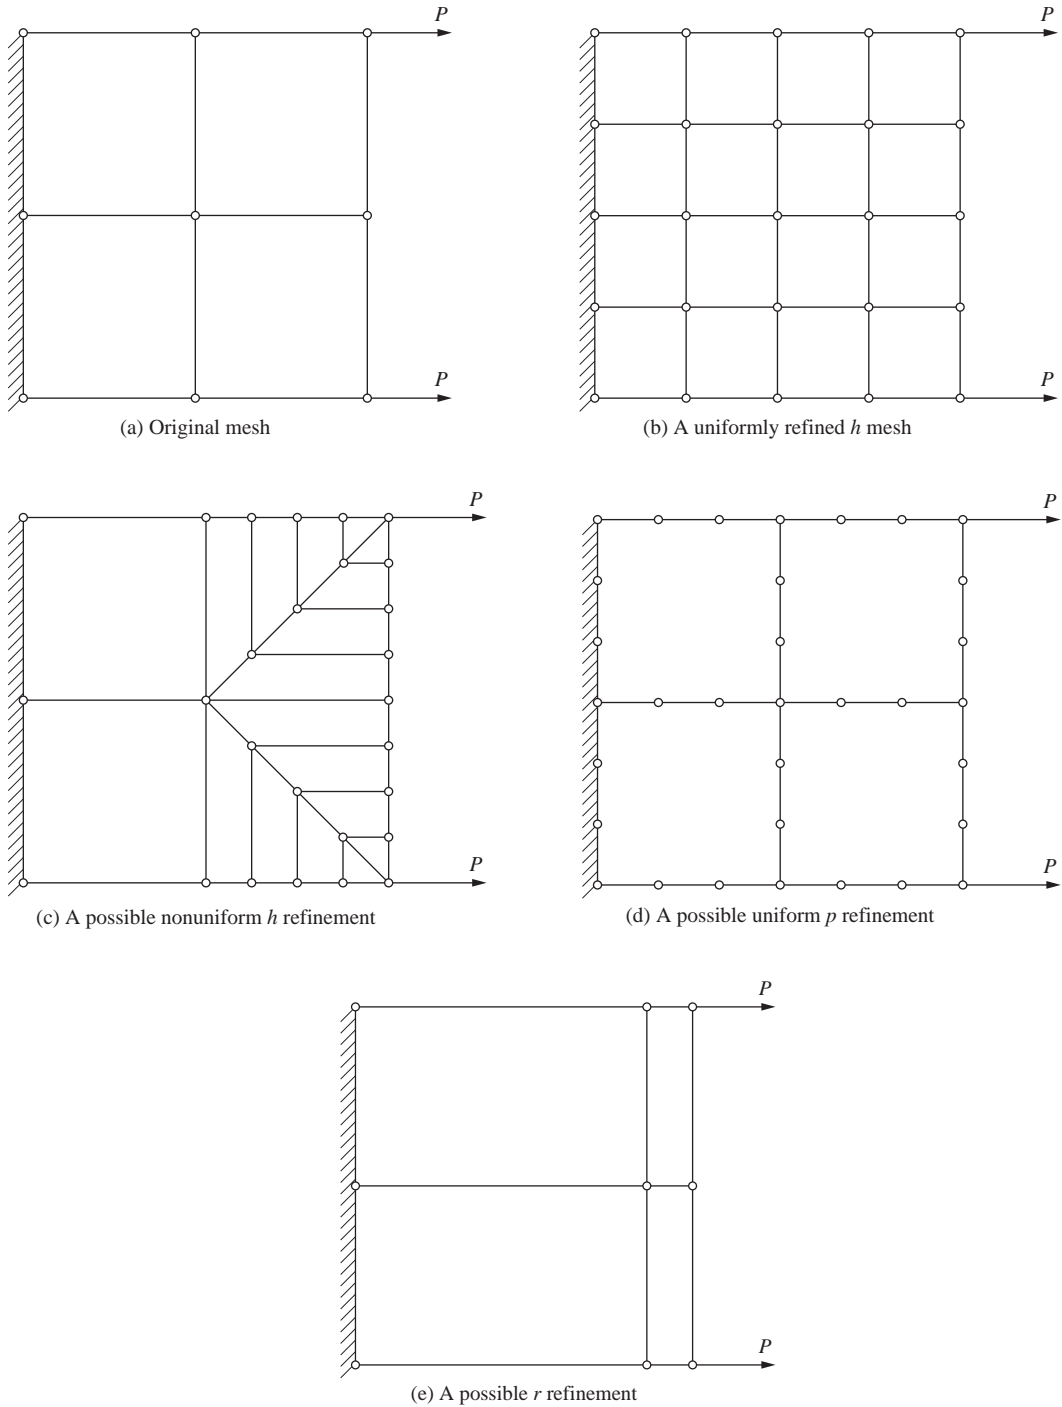 P
P
P
P
(a) Original mesh
(b) A uniformly refined h mesh
P
P
P
P
(c) A possible nonuniform h refinement
(d) A possible uniform p refinement
P
P
(e) A possible r refinement